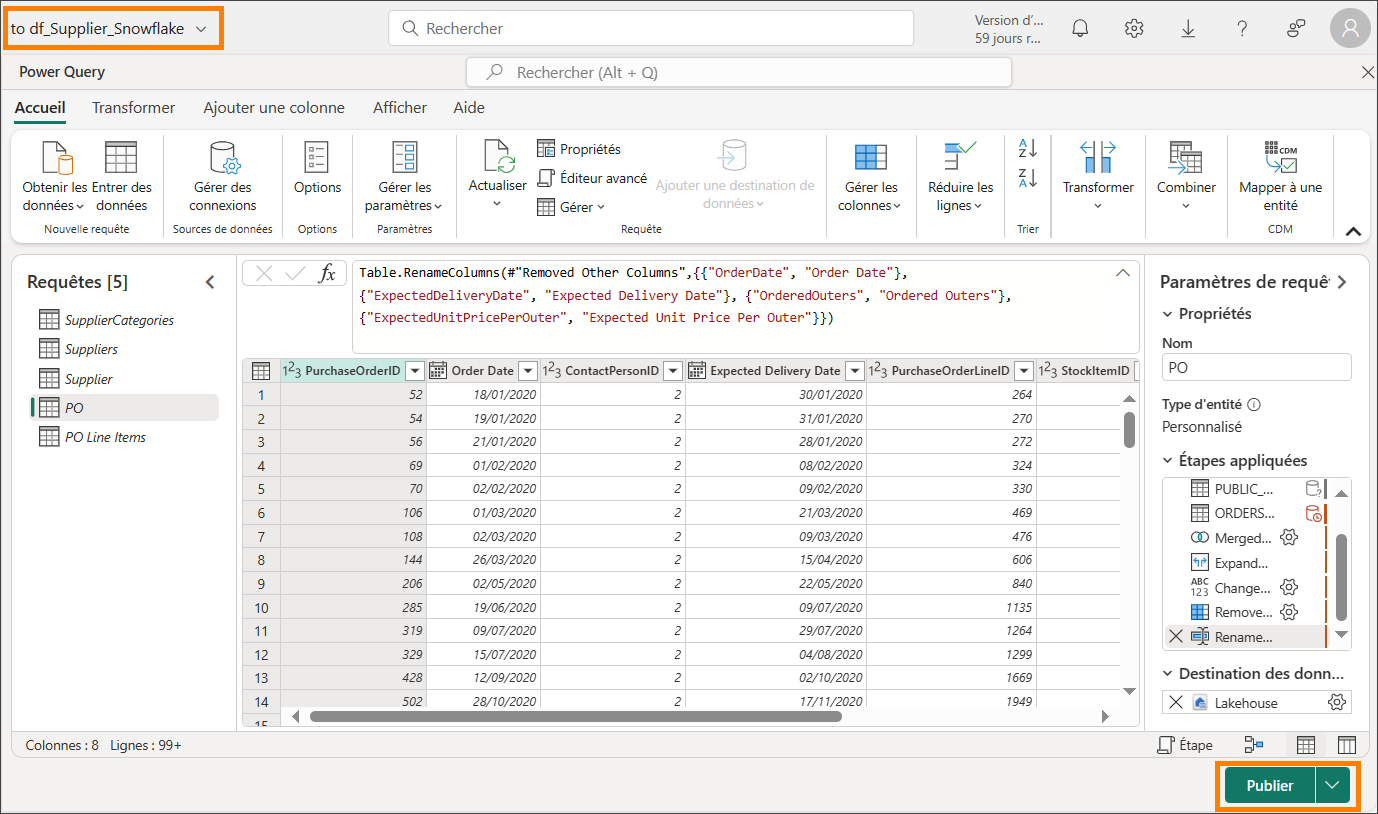 to df_Supplier_Snowflake
Rechercher
Version d'...
59 jours r...
Power Query
Rechercher (Alt + Q)
Accueil Transformer Ajouter une colonne Afficher Aide
Obtenir les données
Entrer des données
Nouvelle requête
Gérer des connexions
Sources de données
Options
Options
Gérer les paramètres
Paramètres
Actualiser
Propriétés
Éditeur avancé
Gérer
Ajouter une destination de données
Requête
Gérer les colonnes
Réduire les lignes
Trier
Transformer
Combiner
Mapper à une entité
CDM
CDM
Requêtes [5]
SupplierCategories
Suppliers
Supplier
PO
PO Line Items
fx
Table.RenameColumns(#"Removed Other Columns",{{"OrderDate", "Order Date"},
{"ExpectedDeliveryDate", "Expected Delivery Date"}, {"OrderedOuters", "Ordered Outers"},
{"ExpectedUnitPricePerOuter", "Expected Unit Price Per Outer"}})
PurchaseOrderID Order Date ContactPersonID Expected Delivery Date PurchaseOrderLineID StockItemID
1 52 18/01/2020 2 30/01/2020 264
2 54 19/01/2020 2 31/01/2020 270
3 56 21/01/2020 2 28/01/2020 272
4 69 01/02/2020 2 08/02/2020 324
5 70 02/02/2020 2 09/02/2020 330
6 106 01/03/2020 2 21/03/2020 469
7 108 02/03/2020 2 09/03/2020 476
8 144 26/03/2020 2 15/04/2020 606
9 206 02/05/2020 2 22/05/2020 840
10 285 19/06/2020 2 09/07/2020 1135
11 319 09/07/2020 2 29/07/2020 1264
12 329 15/07/2020 2 04/08/2020 1299
13 428 12/09/2020 2 02/10/2020 1669
14 502 28/10/2020 2 17/11/2020 1949
15
Paramètres de requêt
Propriétés
Nom
PO
Type d'entité
Personnalisé
Étapes appliquées
PUBLIC_...
ORDERS...
Merged...
Expand...
Change...
Remove...
Rename...
Destination des donn...
Lakehouse
Colonnes : 8 Lignes : 99+
Étape
Publier